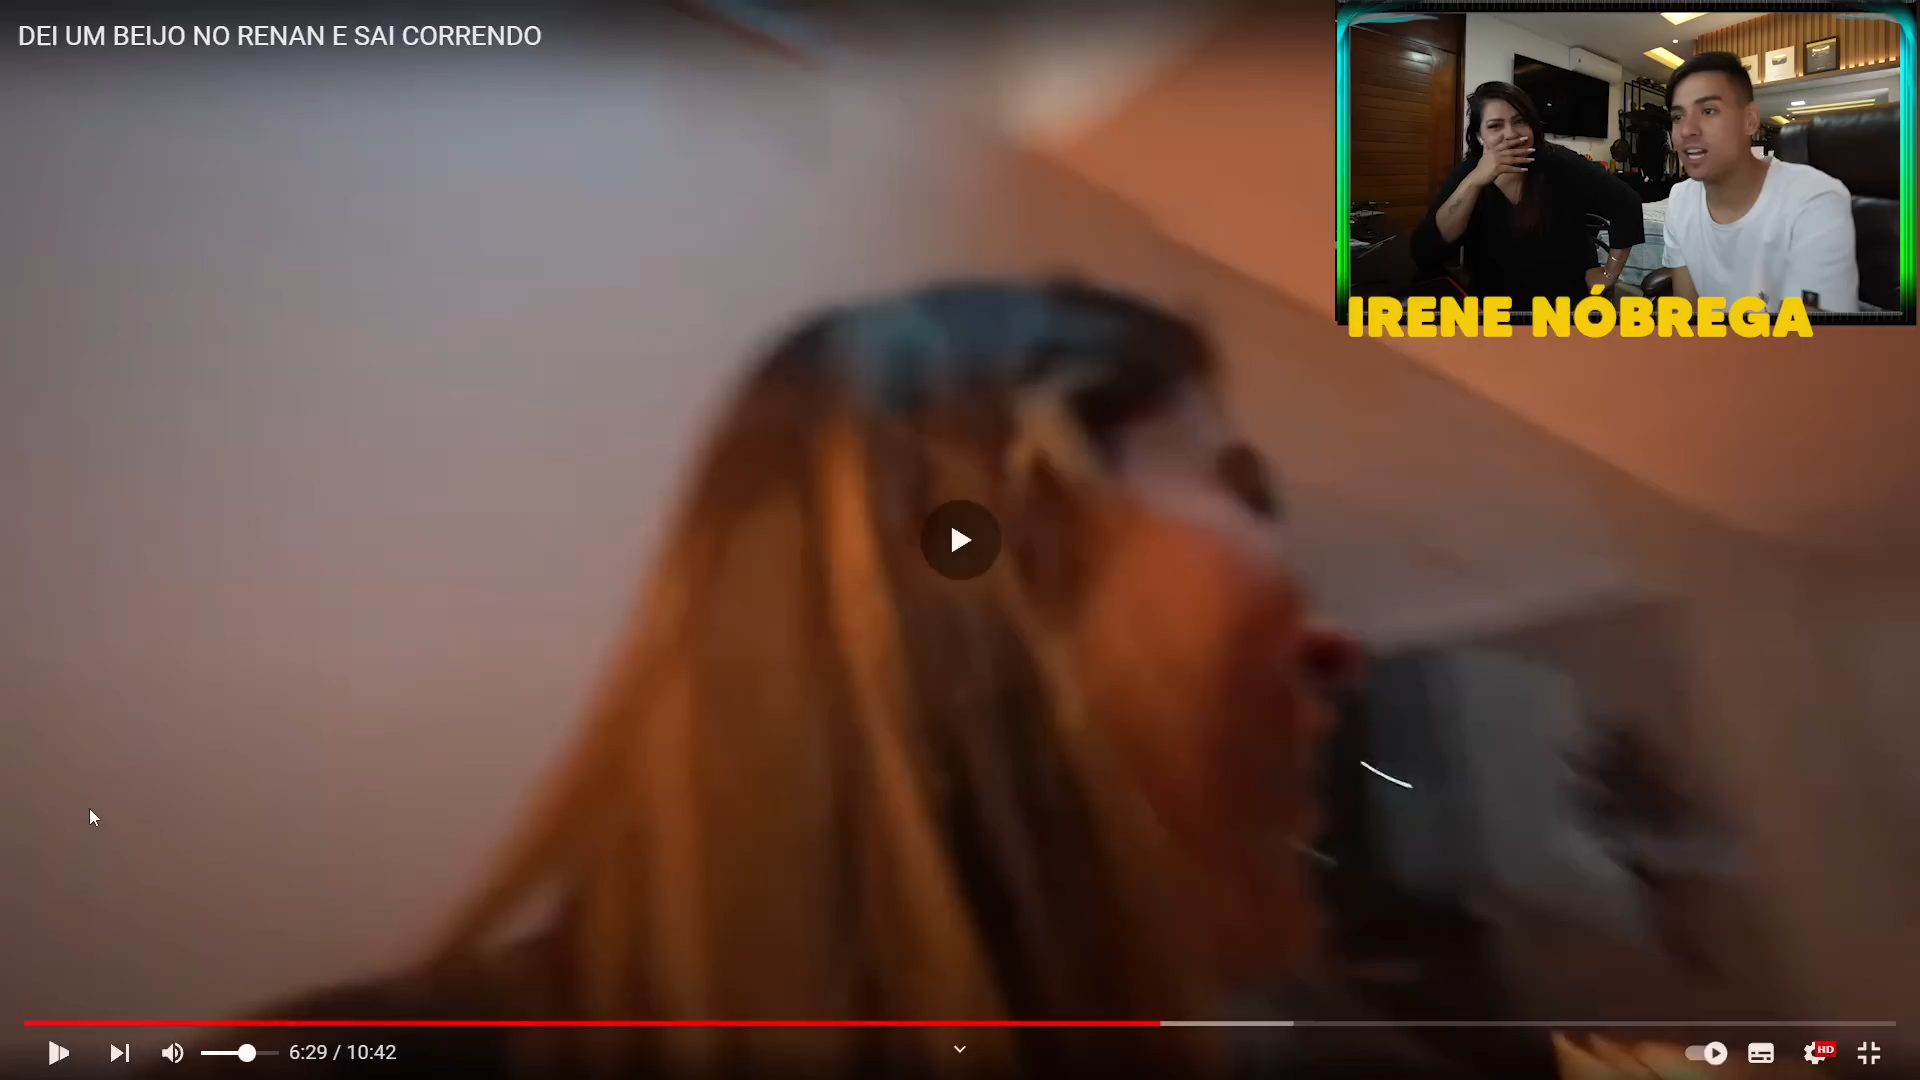 DEI UM BEIJO NO RENAN E SAI CORRENDO
IRENE NÓBREGA
6:29 / 10:42
HD